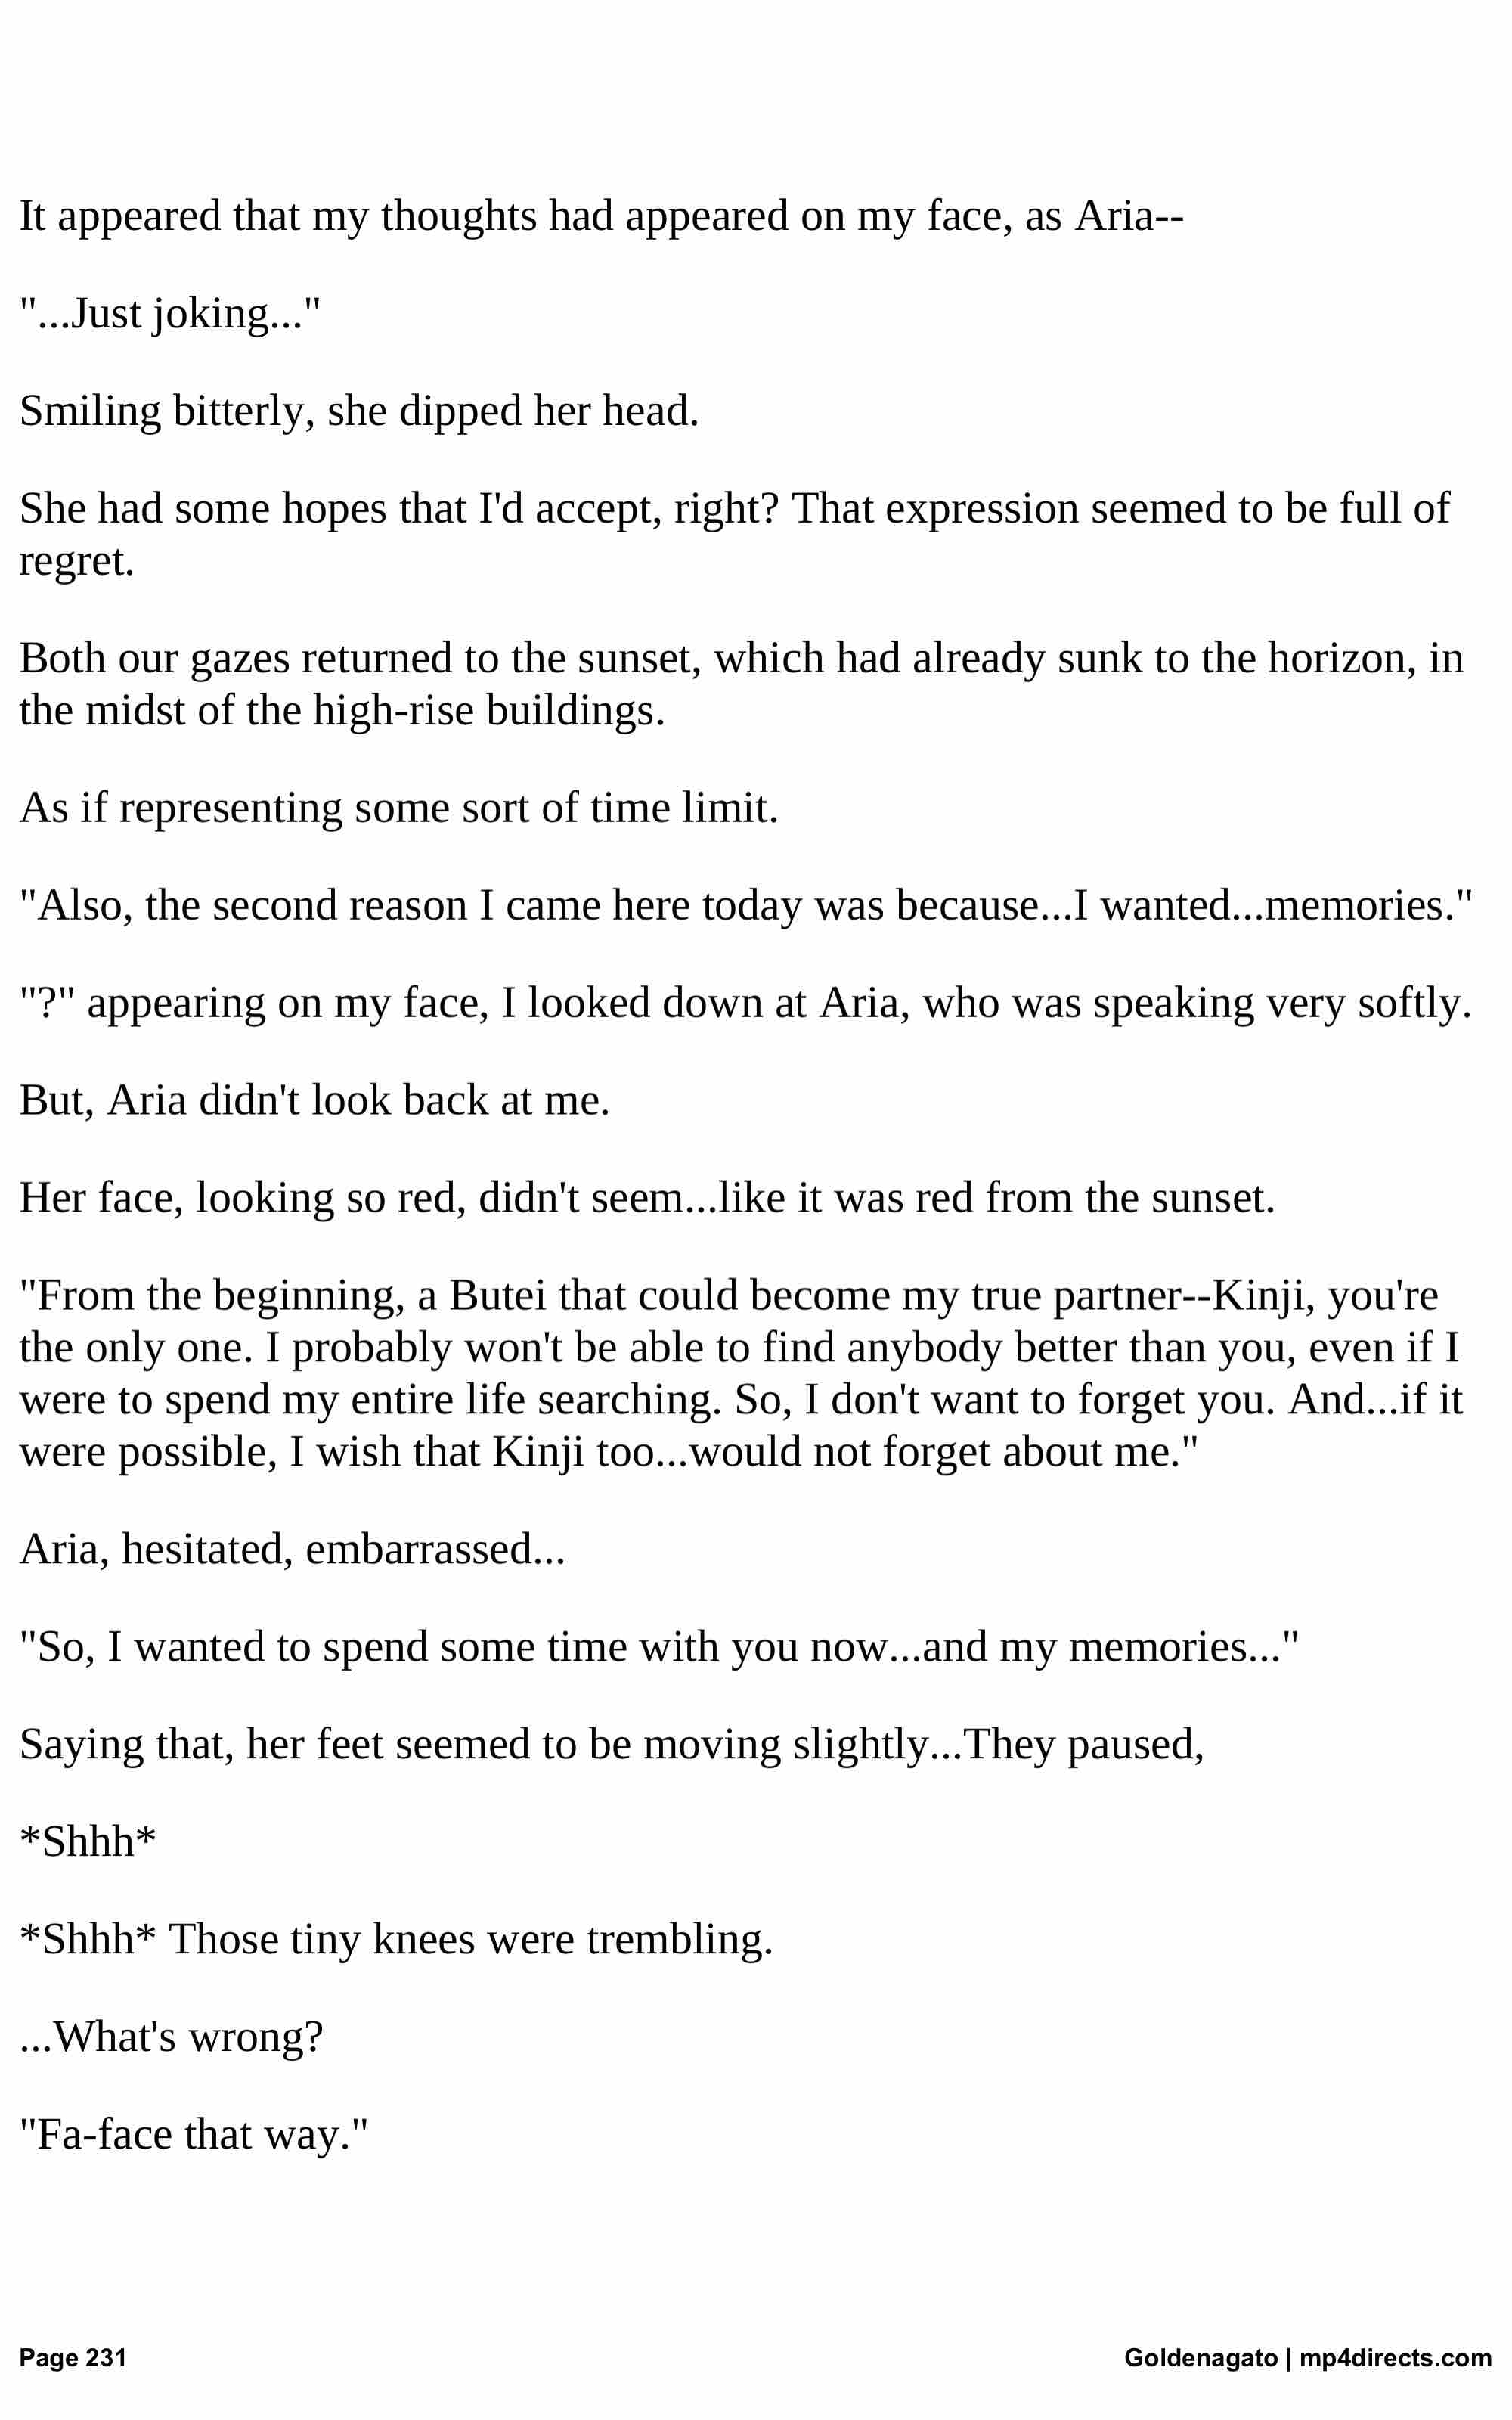 It appeared that my thoughts had appeared on my face, as Aria--
"...Just joking..."
Smiling bitterly, she dipped her head.
She had some hopes that I'd accept, right? That expression seemed to be full of
regret.
Both our gazes returned to the sunset, which had already sunk to the horizon, in
the midst of the high-rise buildings.
As if representing some sort of time limit.
"Also, the second reason I came here today was because...I wanted...memories."
"?" appearing on my face, I looked down at Aria, who was speaking very softly.
But, Aria didn't look back at me.
Her face, looking so red, didn't seem...like it was red from the sunset.
"From the beginning, a Butei that could become my true partner--Kinji, you're
the only one. I probably won't be able to find anybody better than you, even if I
were to spend my entire life searching. So, I don't want to forget you. And...if it
were possible, I wish that Kinji too...would not forget about me."
Aria, hesitated, embarrassed...
"So, I wanted to spend some time with you now...and my memories..."
Saying that, her feet seemed to be moving slightly...They paused,
*Shhh*
*Shhh* Those tiny knees were trembling.
...What's wrong?
"Fa-face that way."
Page 231
Goldenagato | mp4directs.com